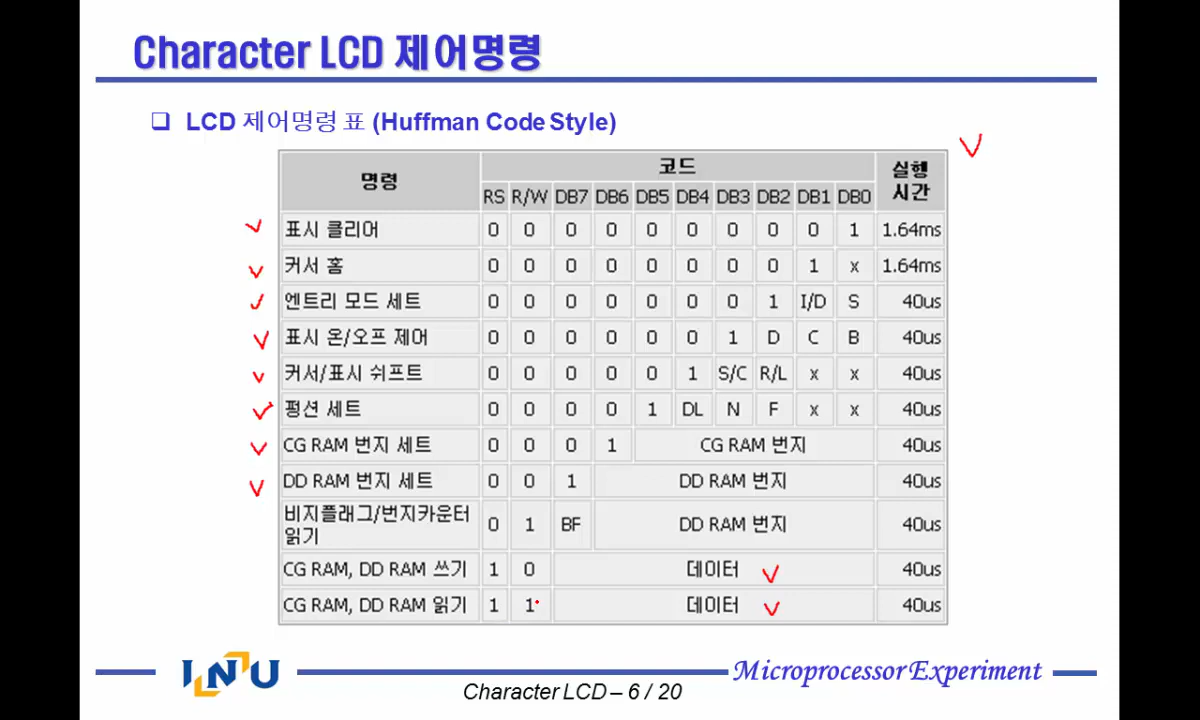 Character LCD 제어명령
❑ LCD 제어명령 표 (Huffman Code Style)
명령 코드 실행 시간
RS R/W DB7 DB6 DB5 DB4 DB3 DB2 DB1 DB0
표시 클리어 0 0 0 0 0 0 0 0 0 1 1.64ms
커서 홈 0 0 0 0 0 0 0 0 1 x 1.64ms
엔트리 모드 세트 0 0 0 0 0 0 0 1 I/D S 40us
표시 온/오프 제어 0 0 0 0 0 0 1 D C B 40us
커서/표시 쉬프트 0 0 0 0 0 1 S/C R/L x x 40us
펑션 세트 0 0 0 0 1 DL N F x x 40us
CG RAM 번지 세트 0 0 0 1 CG RAM 번지 40us
DD RAM 번지 세트 0 0 1 DD RAM 번지 40us
비지플래그/번지카운터
읽기 0 1 BF DD RAM 번지 40us
CG RAM, DD RAM 쓰기 1 0 데이터 40us
CG RAM, DD RAM 읽기 1 1 데이터 40us
INU
Microprocessor Experiment
Character LCD – 6 / 20